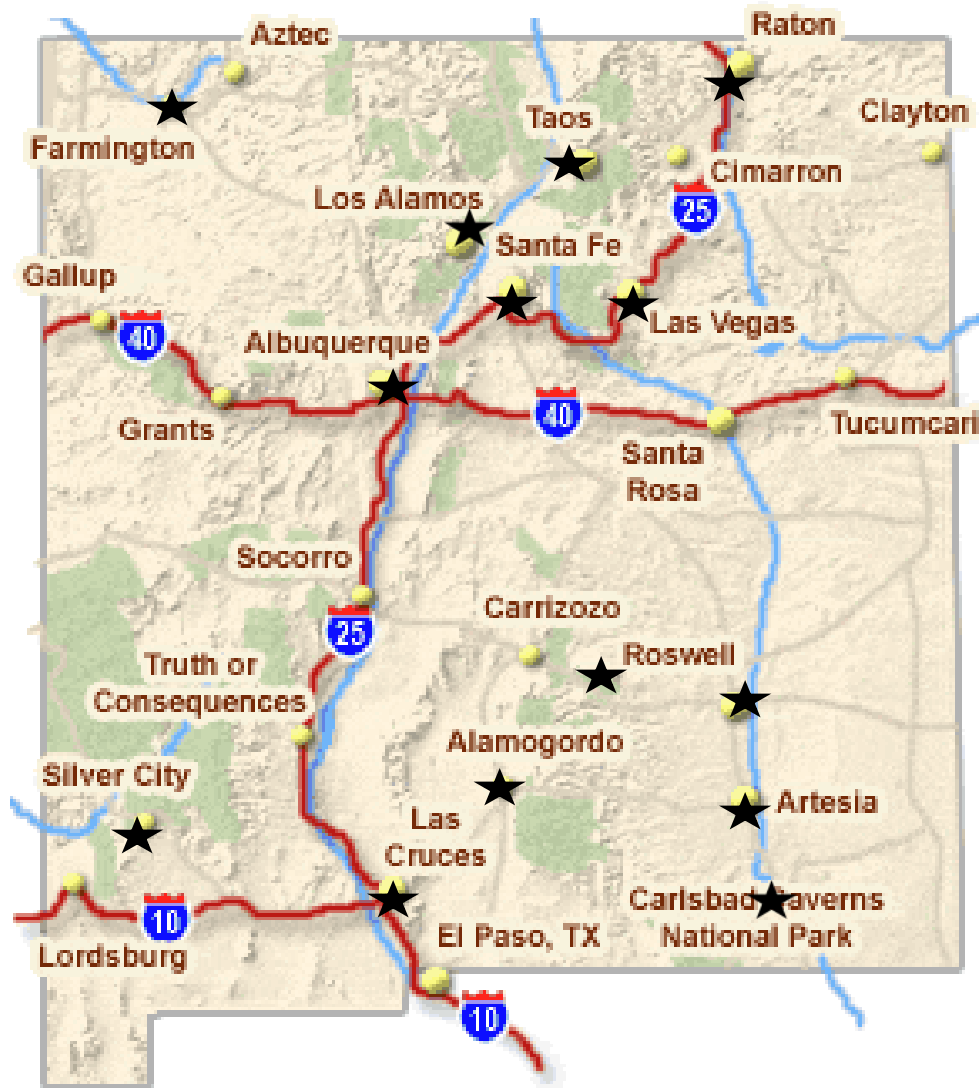 Raton
Aztec
Clayton
Taos
Farmington
Cimarron
Los Alamos
25
Santa Fe
Gallup
Las Vegas
40
Albuquerque
40
Tucumcari
Grants
Santa
Rosa
Socorro
Carrizozo
25
Roswell
Truth or
Consequences
Alamogordo
Silver City
Artesia
Las
Cruces
Carlsbad Caverns
National Park
10
El Paso, TX
Lordsburg
10